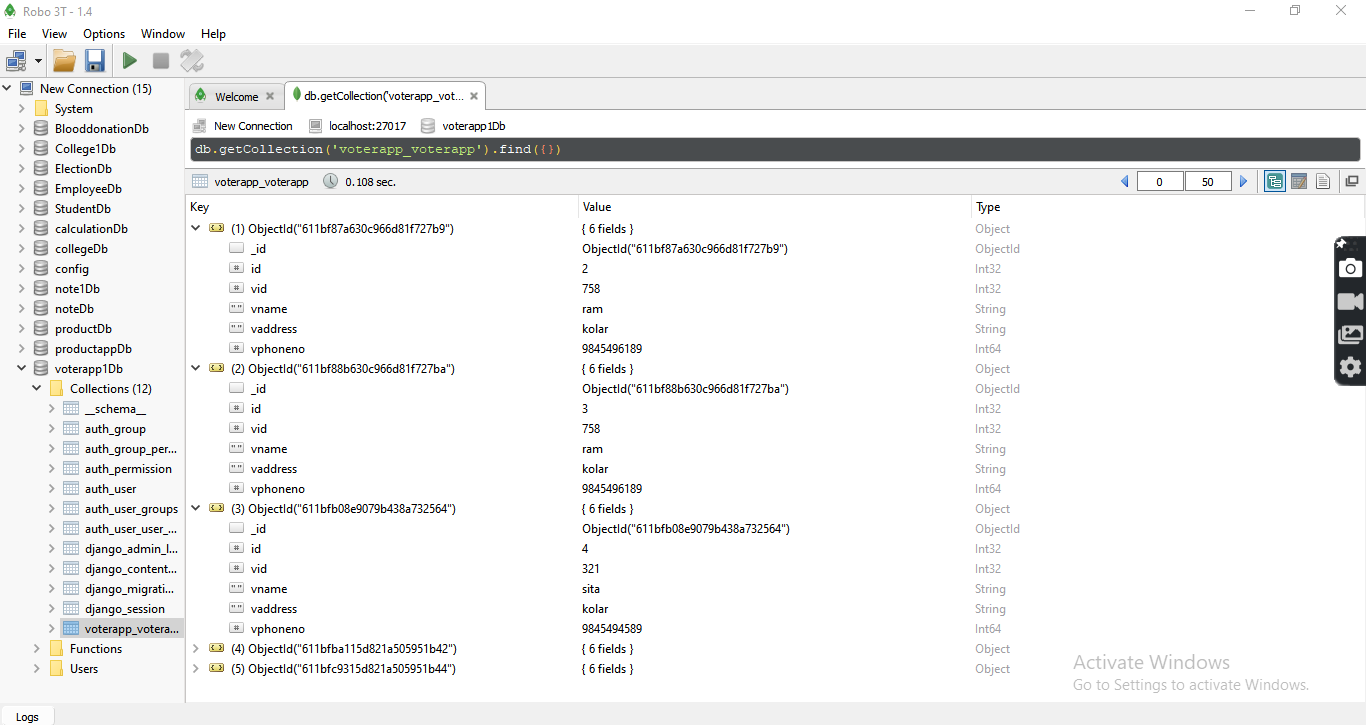 Robo 3T - 1.4
File View Options Window Help
New Connection (15)
System
BlooddonationDb
College1Db
ElectionDb
EmployeeDb
StudentDb
calculationDb
collegeDb
config
note1Db
noteDb
productDb
productappDb
voterapp1Db
Collections (12)
__schema__
auth_group
auth_group_per...
auth_permission
auth_user
auth_user_groups
auth_user_user_...
django_admin_l...
django_content...
django_migrati...
django_session
voterapp_votera...
Functions
Users
Welcome
db.getCollection('voterapp_vot...
New Connection localhost:27017 voterapp1Db
db.getCollection('voterapp_voterapp').find({})
voterapp_voterapp 0.108 sec. 0 50
Key Value Type
(1) ObjectId("611bf87a630c966d81f727b9") { 6 fields } Object
_id ObjectId("611bf87a630c966d81f727b9") ObjectId
# id 2 Int32
# vid 758 Int32
"" vname ram String
"" vaddress kolar String
# vphoneno 9845496189 Int64
(2) ObjectId("611bf88b630c966d81f727ba") { 6 fields } Object
_id ObjectId("611bf88b630c966d81f727ba") ObjectId
# id 3 Int32
# vid 758 Int32
"" vname ram String
"" vaddress kolar String
# vphoneno 9845496189 Int64
(3) ObjectId("611bfb08e9079b438a732564") { 6 fields } Object
_id ObjectId("611bfb08e9079b438a732564") ObjectId
# id 4 Int32
# vid 321 Int32
"" vname sita String
"" vaddress kolar String
# vphoneno 9845494589 Int64
(4) ObjectId("611bfba115d821a505951b42") { 6 fields } Object
(5) ObjectId("611bfc9315d821a505951b44") { 6 fields } Object
Activate Windows
Go to Settings to activate Windows.
Logs